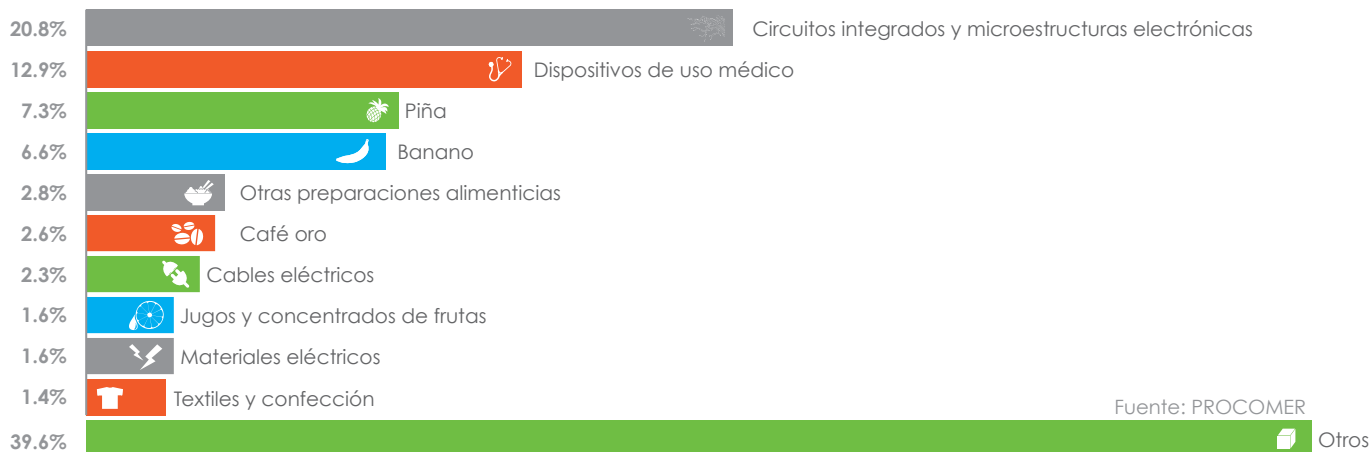 20.8% Circuitos integrados y microestructuras electrónicas
12.9% Dispositivos de uso médico
7.3% Piña
6.6% Banano
2.8% Otras preparaciones alimenticias
2.6% Café oro
2.3% Cables eléctricos
1.6% Jugos y concentrados de frutas
1.6% Materiales eléctricos
1.4% Textiles y confección
Fuente: PROCOMER
39.6% Otros